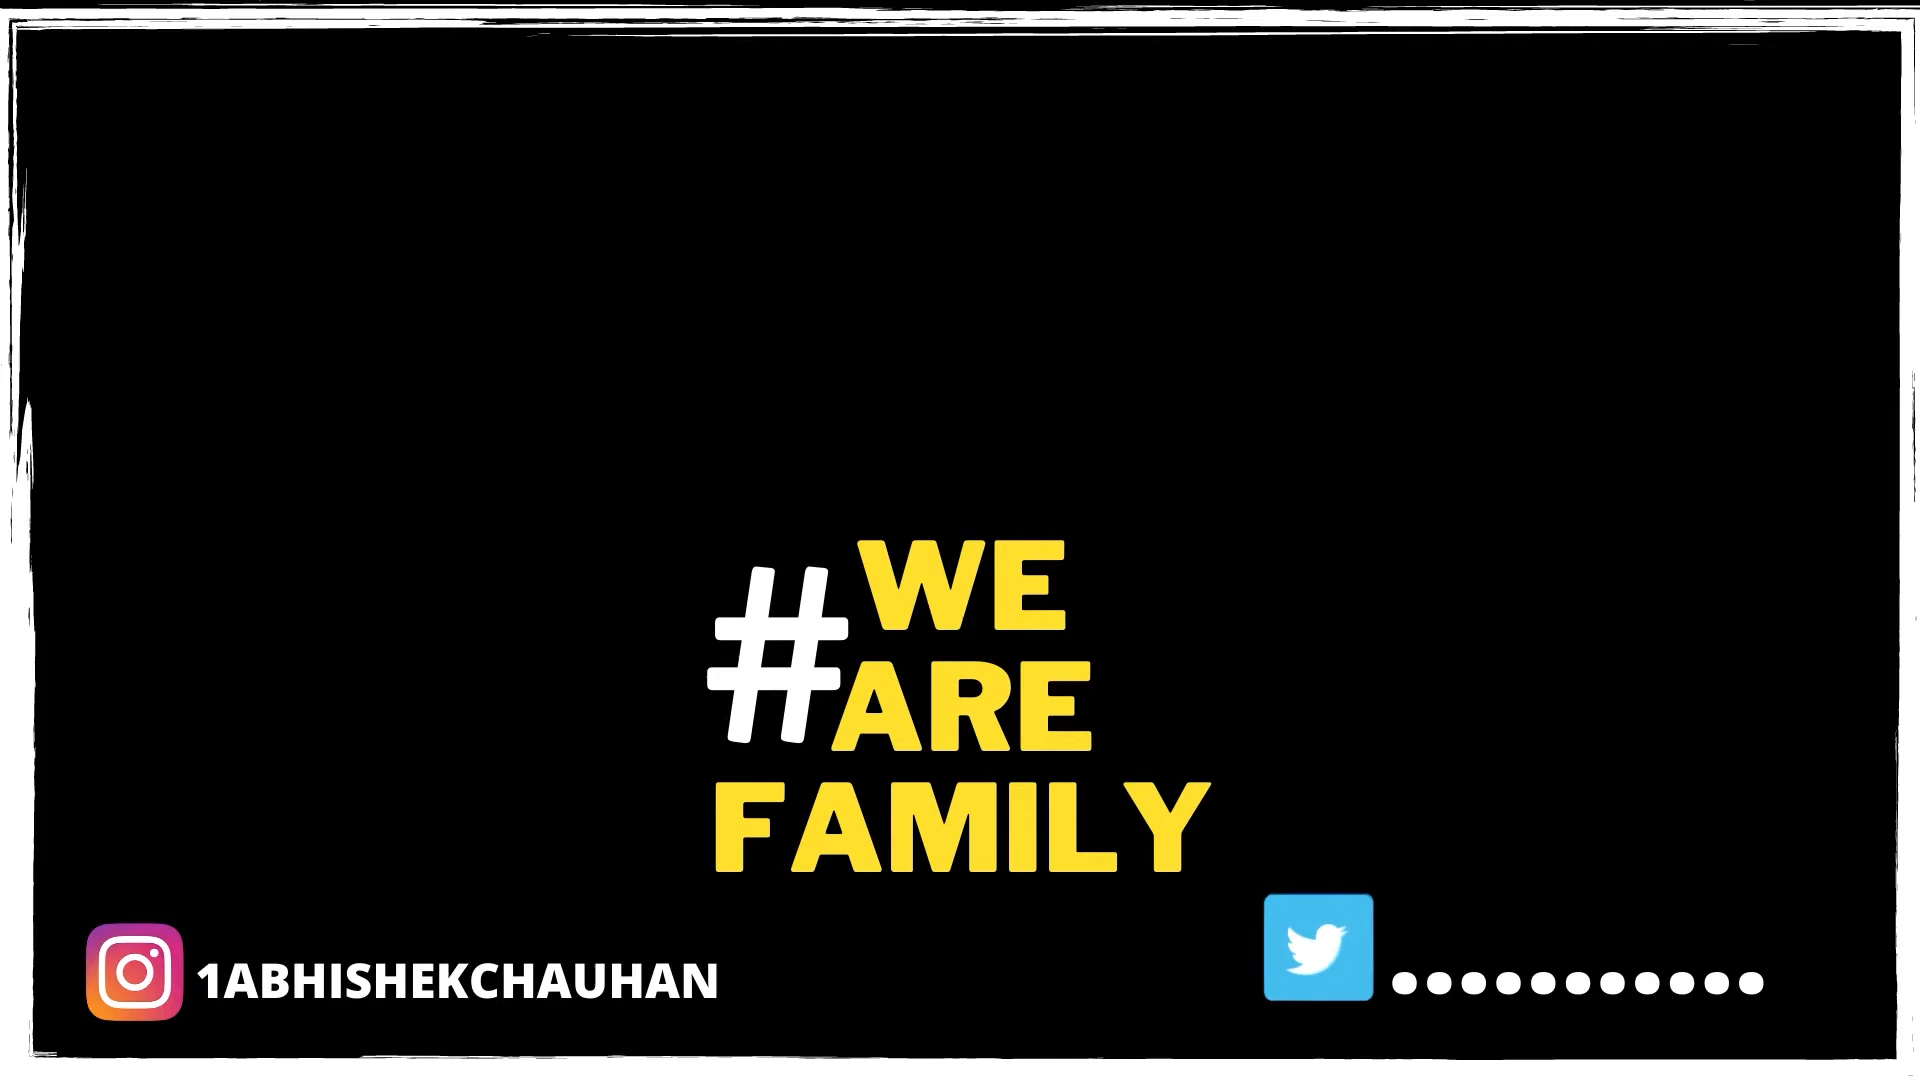 #WE
ARE
FAMILY
1ABHISHEKCHAUHAN
...........